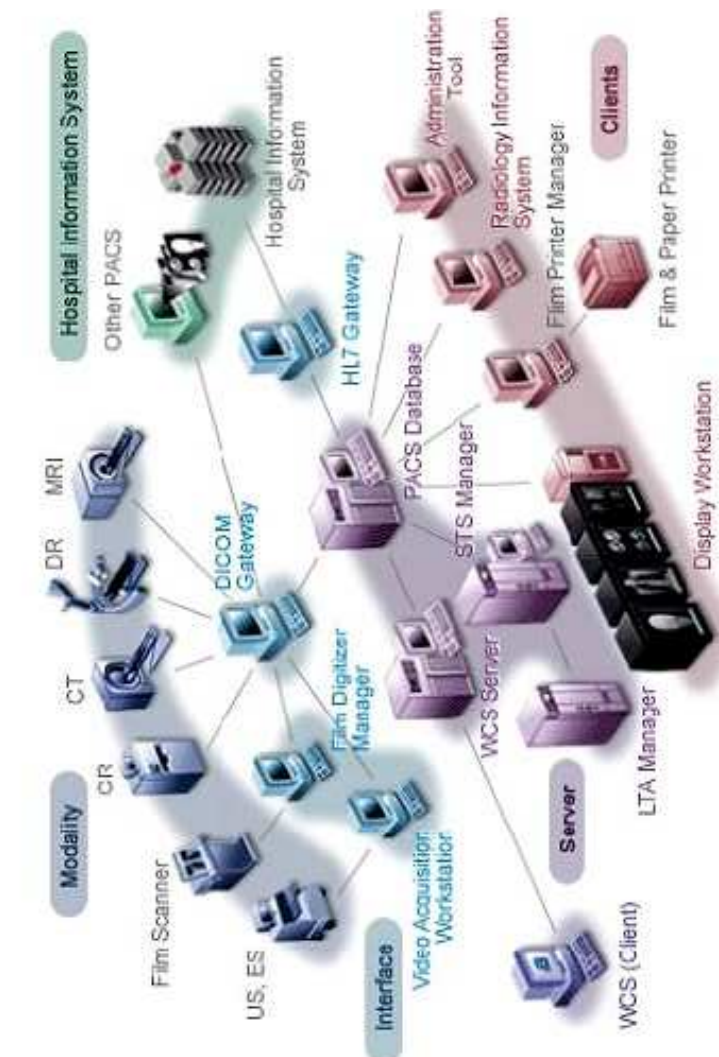 Modality
Hospital information System
CR
CT
DR
MRI
Other PACS
Film Scanner
US, ES
DICOM
Gateway
Hospital Information
System
Film Digitizer
Manager
HL7 Gateway
Video Acquisition
Workstation
Interface
PACS Database
Administration
Tool
WCS Server
STS Manager
Radiology Information
System
Server
Film Printer Manager
Clients
WCS (Client)
LTA Manager
Display Workstation
Film & Paper Printer